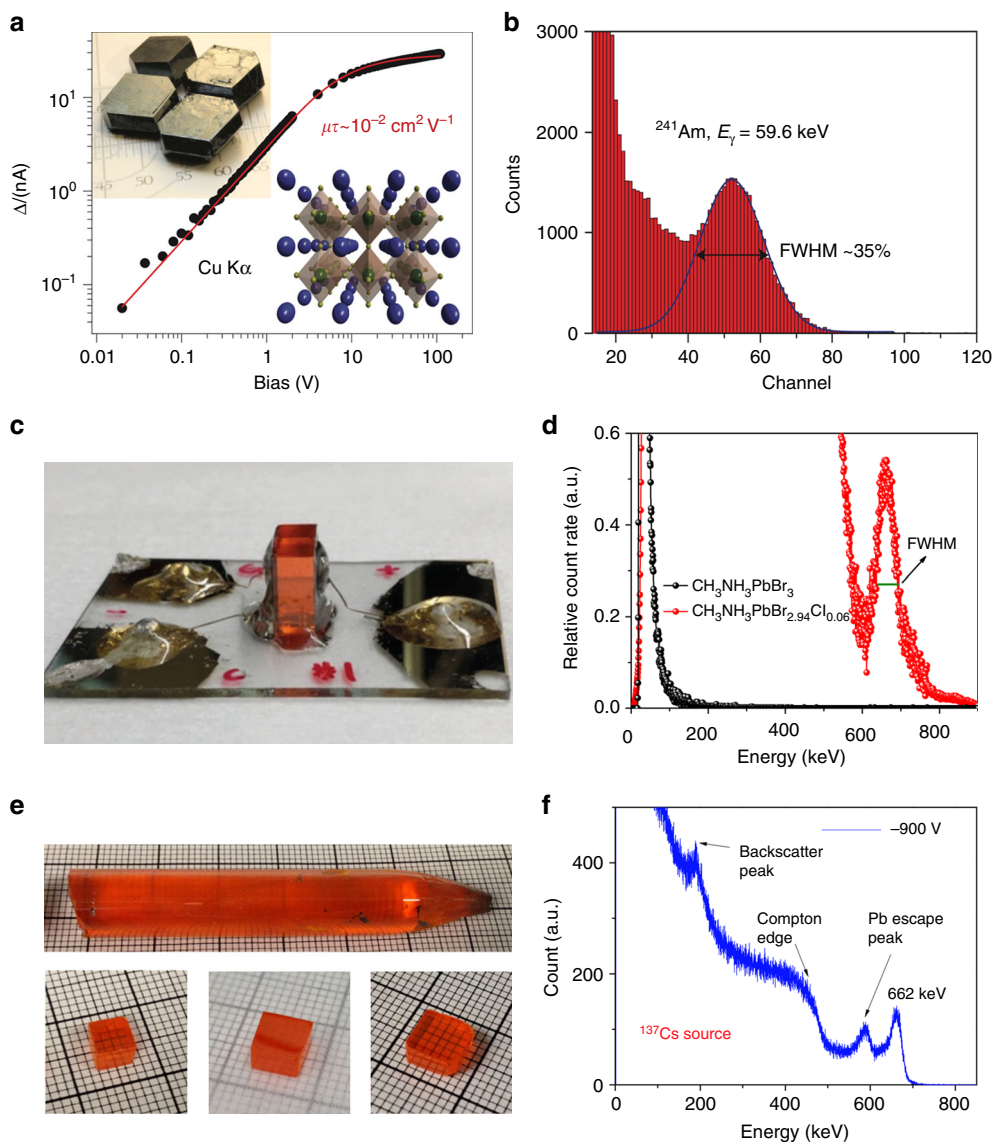 a
Δ/(nA)
10¹
10⁰
10⁻¹
0.01
0.1
1
10
100
Bias (V)
μτ~10⁻² cm² V⁻¹
Cu Kα
45
50
55
60
b
Counts
3000
2000
1000
0
20
40
60
80
100
120
Channel
²⁴¹Am, Eγ = 59.6 keV
FWHM ~35%
c
d
Relative count rate (a.u.)
0.6
0.4
0.2
0.0
0
200
400
600
800
Energy (keV)
FWHM
CH₃NH₃PbBr₃
CH₃NH₃PbBr₂.₉₄Cl₀.₀₆
e
f
Count (a.u.)
400
200
0
0
200
400
600
800
Energy (keV)
–900 V
Backscatter
peak
Compton
edge
Pb escape
peak
662 keV
¹³⁷Cs source